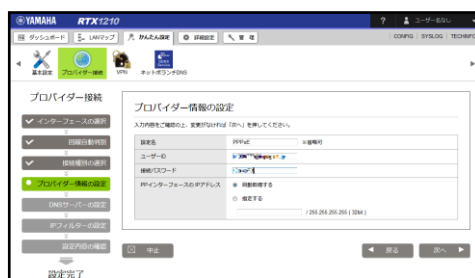 YAMAHA RTX1210
? ユーザー名なし
ダッシュボード LANマップ かんたん設定 詳細設定 管理 CONFIG SYSLOG TECHINFO
基本設定 プロバイダー接続 VPN ネットボランチDNS
プロバイダー接続
インターフェースの選択
回線自動判別
接続種別の選択
プロバイダー情報の設定
DNSサーバーの設定
IPフィルターの設定
設定内容の確認
設定完了
プロバイダー情報の設定
入力内容をご確認の上、変更がなければ「次へ」を押してください。
設定名 PPPoE ※省略可
ユーザーID
接続パスワード
PPインターフェースの IPアドレス 自動取得する
指定する
/ 255.255.255.255 ( 32bit )
中止 戻る 次へ